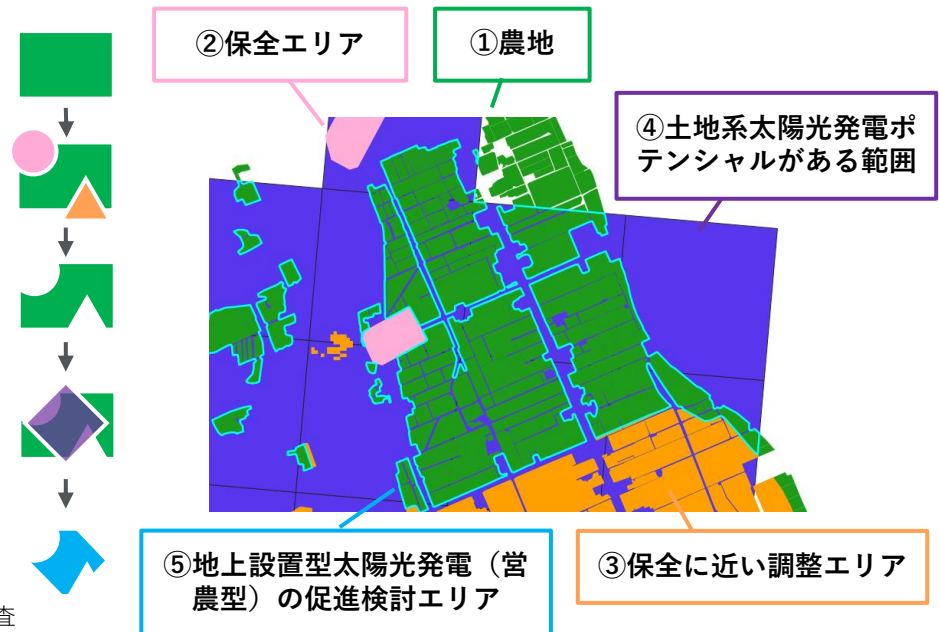 ②保全エリア
①農地
④土地系太陽光発電ポ
テンシャルがある範囲
⑤地上設置型太陽光発電（営
農型）の促進検討エリア
③保全に近い調整エリア
査